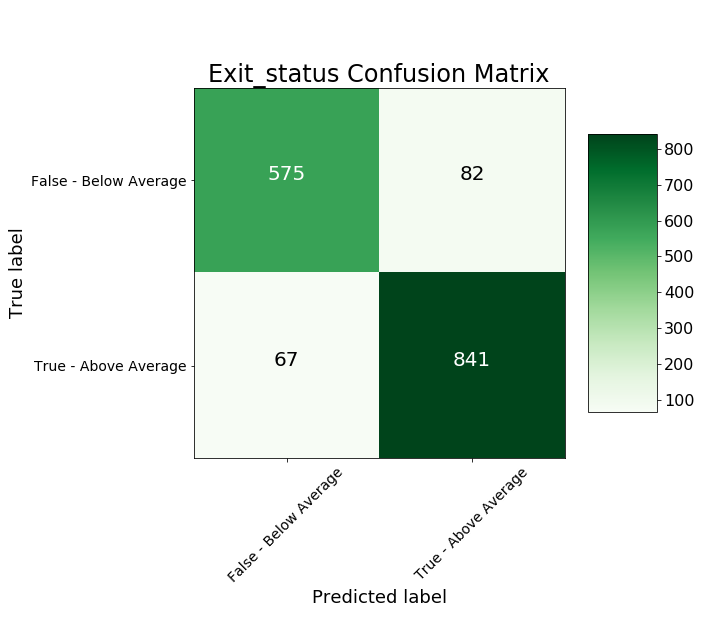 Exit_status Confusion Matrix
True label
False - Below Average
575
82
True - Above Average
67
841
800
700
600
500
400
300
200
100
False - Below Average
True - Above Average
Predicted label